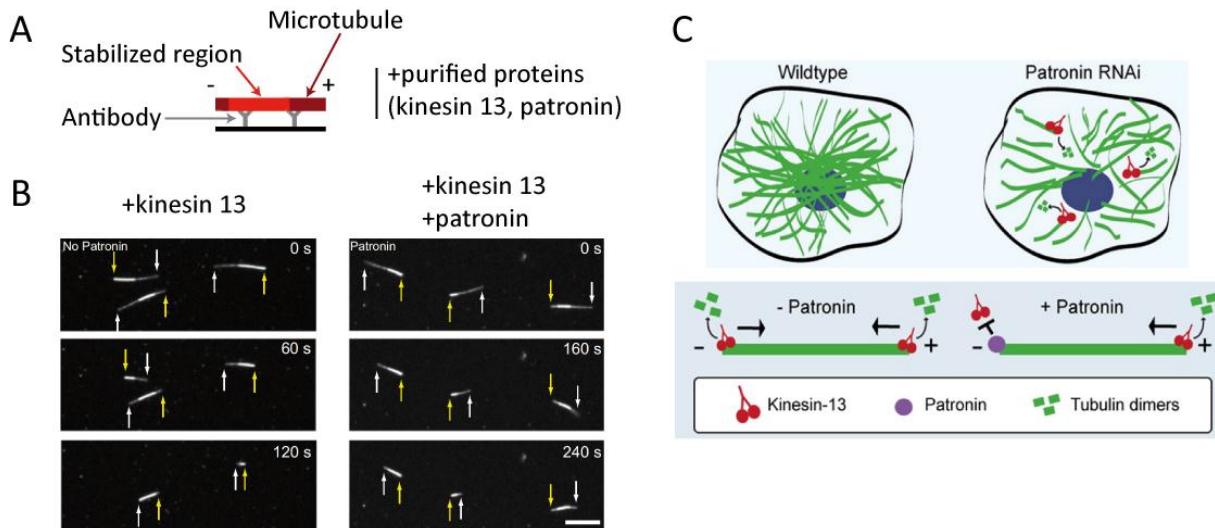 A
Microtubule
Stabilized region
- +
Antibody
+purified proteins
(kinesin 13, patronin)
B
+kinesin 13
+kinesin 13
+patronin
No Patronin
0 s
Patronin
0 s
60 s
160 s
120 s
240 s
C
Wildtype
Patronin RNAi
- Patronin
+ Patronin
- +
- +
Kinesin-13
Patronin
Tubulin dimers